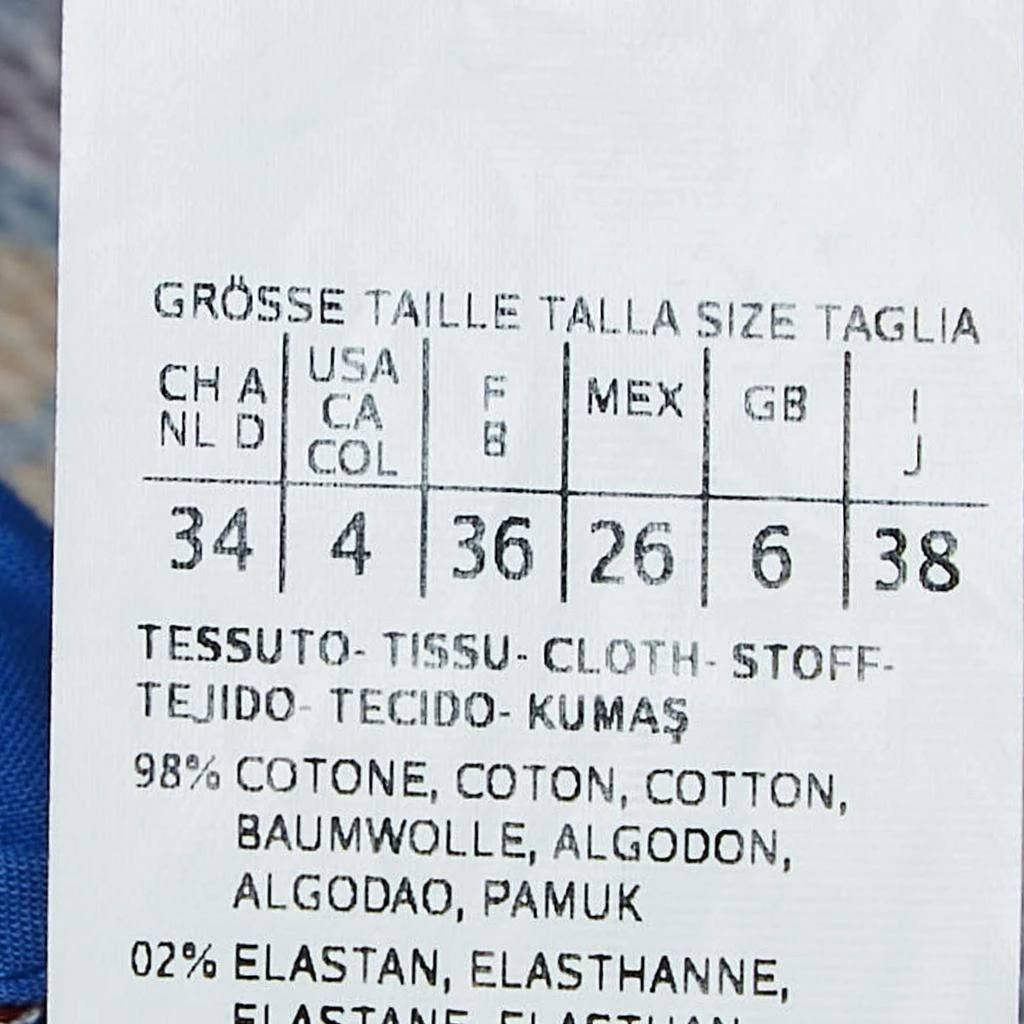 GRÖSSE TAILLE TALLA SIZE TAGLIA
CH A NL D | USA CA COL | F B | MEX | GB | I J
34 | 4 | 36 | 26 | 6 | 38
TESSUTO- TISSU- CLOTH- STOFF-
TEJIDO- TECIDO- KUMAŞ
98% COTONE, COTON, COTTON,
BAUMWOLLE, ALGODON,
ALGODAO, PAMUK
02% ELASTAN, ELASTHANNE,